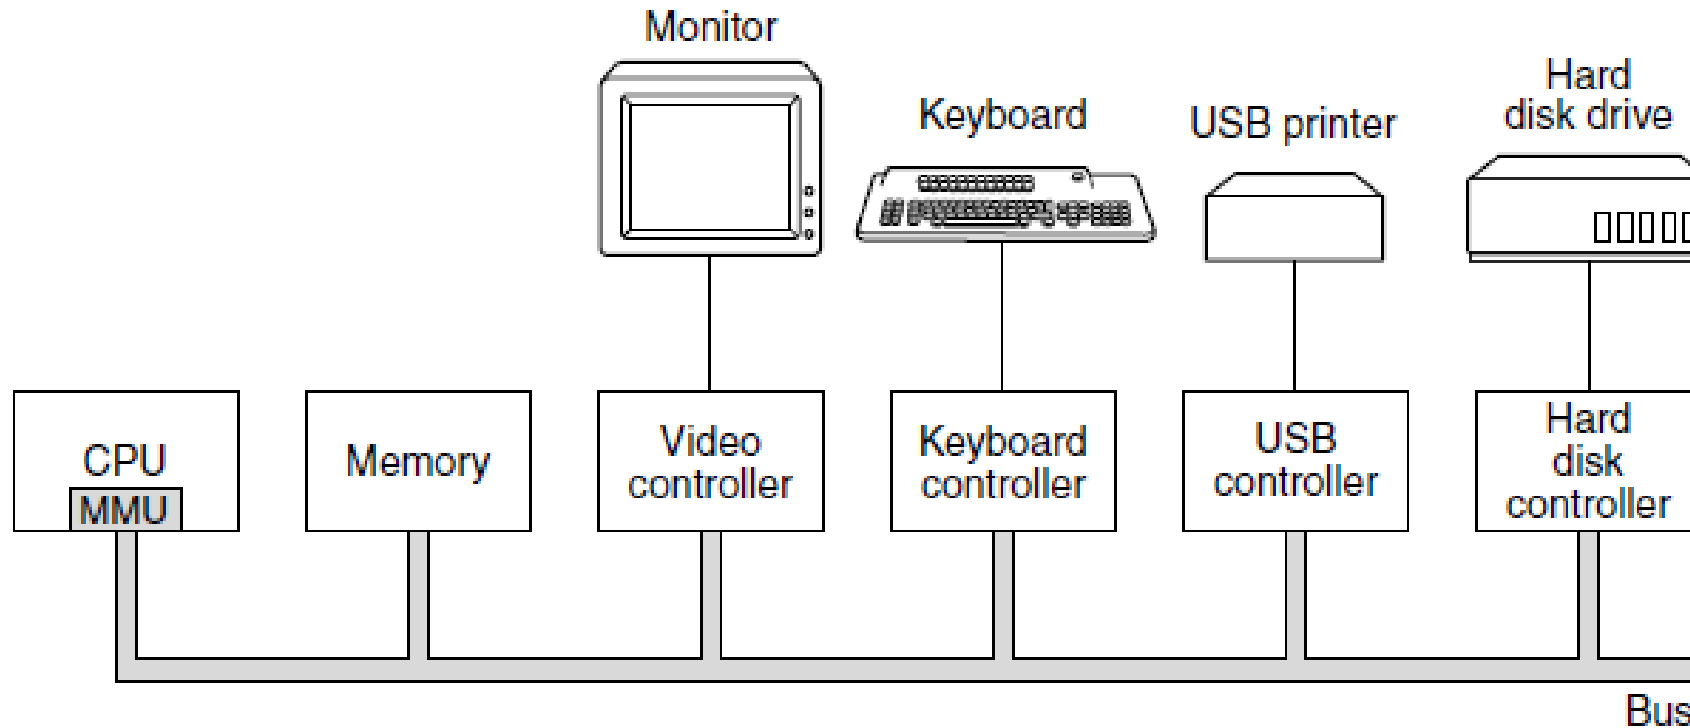 Monitor
Keyboard
USB printer
Hard
disk drive
CPU
MMU
Memory
Video
controller
Keyboard
controller
USB
controller
Hard
disk
controller
Bus